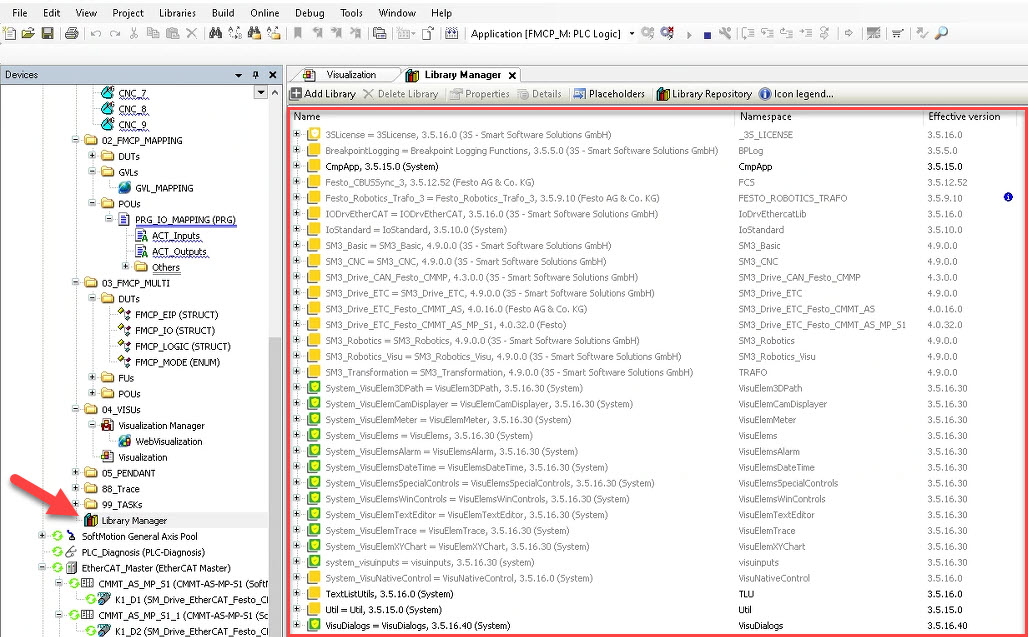 File Edit View Project Libraries Build Online Debug Tools Window Help
Application [FMCP_M: PLC Logic]
Devices
CNC_7
CNC_8
CNC_9
02_FMCP_MAPPING
DUTs
GVLs
GVL_MAPPING
POUs
PRG_IO_MAPPING (PRG)
ACT_Inputs
ACT_Outputs
Others
03_FMCP_MULTI
DUTs
FMCP_EIP (STRUCT)
FMCP_IO (STRUCT)
FMCP_LOGIC (STRUCT)
FMCP_MODE (ENUM)
FUs
POUs
04_VISUs
Visualization Manager
WebVisualization
Visualization
05_PENDANT
88_Trace
99_TASKs
Library Manager
SoftMotion General Axis Pool
PLC_Diagnosis (PLC-Diagnosis)
EtherCAT_Master (EtherCAT Master)
CMMT_AS_MP_S1 (CMMT-AS-MP-S1 (Soft
K1_D1 (SM_Drive_EtherCAT_Festo_C
CMMT_AS_MP_S1_1 (CMMT-AS-MP-S1 (Sc
K1_D2 (SM_Drive_EtherCAT_Festo_C
Visualization
Library Manager
Add Library Delete Library Properties Details Placeholders Library Repository Icon legend...
Name Namespace Effective version
3SLicense = 3SLicense, 3.5.16.0 (3S - Smart Software Solutions GmbH) _3S_LICENSE 3.5.16.0
BreakpointLogging = Breakpoint Logging Functions, 3.5.5.0 (3S - Smart Software Solutions GmbH) BPLog 3.5.5.0
CmpApp, 3.5.15.0 (System) CmpApp 3.5.15.0
Festo_CBUSSync_3, 3.5.12.52 (Festo AG & Co. KG) FCS 3.5.12.52
Festo_Robotics_Trafo_3 = Festo_Robotics_Trafo_3, 3.5.9.10 (Festo AG & Co. KG) FESTO_ROBOTICS_TRAFO 3.5.9.10
IODrvEtherCAT = IODrvEtherCAT, 3.5.16.0 (3S - Smart Software Solutions GmbH) IoDrvEthercatLib 3.5.16.0
IoStandard = IoStandard, 3.5.10.0 (System) IoStandard 3.5.10.0
SM3_Basic = SM3_Basic, 4.9.0.0 (3S - Smart Software Solutions GmbH) SM3_Basic 4.9.0.0
SM3_CNC = SM3_CNC, 4.9.0.0 (3S - Smart Software Solutions GmbH) SM3_CNC 4.9.0.0
SM3_Drive_CAN_Festo_CMMP, 4.3.0.0 (3S - Smart Software Solutions GmbH) SM3_Drive_CAN_Festo_CMMP 4.3.0.0
SM3_Drive_ETC = SM3_Drive_ETC, 4.9.0.0 (3S - Smart Software Solutions GmbH) SM3_Drive_ETC 4.9.0.0
SM3_Drive_ETC_Festo_CMMT_AS, 4.0.16.0 (Festo AG & Co. KG) SM3_Drive_ETC_Festo_CMMT_AS 4.0.16.0
SM3_Drive_ETC_Festo_CMMT_AS_MP_S1, 4.0.32.0 (Festo) SM3_Drive_ETC_Festo_CMMT_AS_MP_S1 4.0.32.0
SM3_Robotics = SM3_Robotics, 4.9.0.0 (3S - Smart Software Solutions GmbH) SM3_Robotics 4.9.0.0
SM3_Robotics_Visu = SM3_Robotics_Visu, 4.9.0.0 (3S - Smart Software Solutions GmbH) SM3_Robotics_Visu 4.9.0.0
SM3_Transformation = SM3_Transformation, 4.9.0.0 (3S - Smart Software Solutions GmbH) TRAFO 4.9.0.0
System_VisuElem3DPath = VisuElem3DPath, 3.5.16.30 (System) VisuElem3DPath 3.5.16.30
System_VisuElemCamDisplayer = VisuElemCamDisplayer, 3.5.16.30 (System) VisuElemCamDisplayer 3.5.16.30
System_VisuElemMeter = VisuElemMeter, 3.5.16.30 (System) VisuElemMeter 3.5.16.30
System_VisuElems = VisuElems, 3.5.16.30 (System) VisuElems 3.5.16.30
System_VisuElemsAlarm = VisuElemsAlarm, 3.5.16.30 (System) VisuElemsAlarm 3.5.16.30
System_VisuElemsDateTime = VisuElemsDateTime, 3.5.16.30 (System) VisuElemsDateTime 3.5.16.30
System_VisuElemsSpecialControls = VisuElemsSpecialControls, 3.5.16.30 (System) VisuElemsSpecialControls 3.5.16.30
System_VisuElemsWinControls = VisuElemsWinControls, 3.5.16.30 (System) VisuElemsWinControls 3.5.16.30
System_VisuElemTextEditor = VisuElemTextEditor, 3.5.16.30 (System) VisuElemTextEditor 3.5.16.30
System_VisuElemTrace = VisuElemTrace, 3.5.16.30 (System) VisuElemTrace 3.5.16.30
System_VisuElemXYChart = VisuElemXYChart, 3.5.16.30 (System) VisuElemXYChart 3.5.16.30
system_visuinputs = visuinputs, 3.5.16.30 (system) visuinputs 3.5.16.30
System_VisuNativeControl = VisuNativeControl, 3.5.16.0 (System) VisuNativeControl 3.5.16.0
TextListUtils, 3.5.16.0 (System) TLU 3.5.16.0
Util = Util, 3.5.15.0 (System) Util 3.5.15.0
VisuDialogs = VisuDialogs, 3.5.16.40 (System) VisuDialogs 3.5.16.40